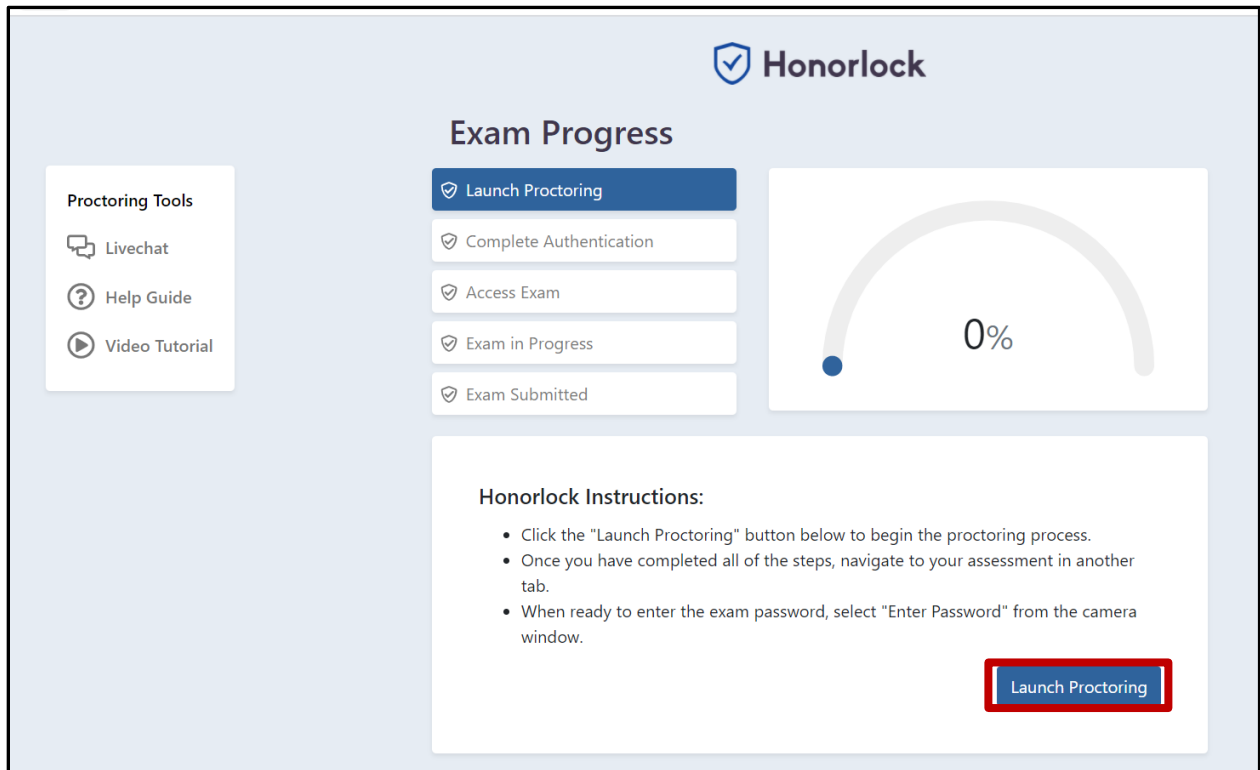 Honorlock
Exam Progress
Proctoring Tools
Livechat
Help Guide
Video Tutorial
Launch Proctoring
Complete Authentication
Access Exam
Exam in Progress
Exam Submitted
0%
Honorlock Instructions:
• Click the "Launch Proctoring" button below to begin the proctoring process.
• Once you have completed all of the steps, navigate to your assessment in another
tab.
• When ready to enter the exam password, select "Enter Password" from the camera
window.
Launch Proctoring